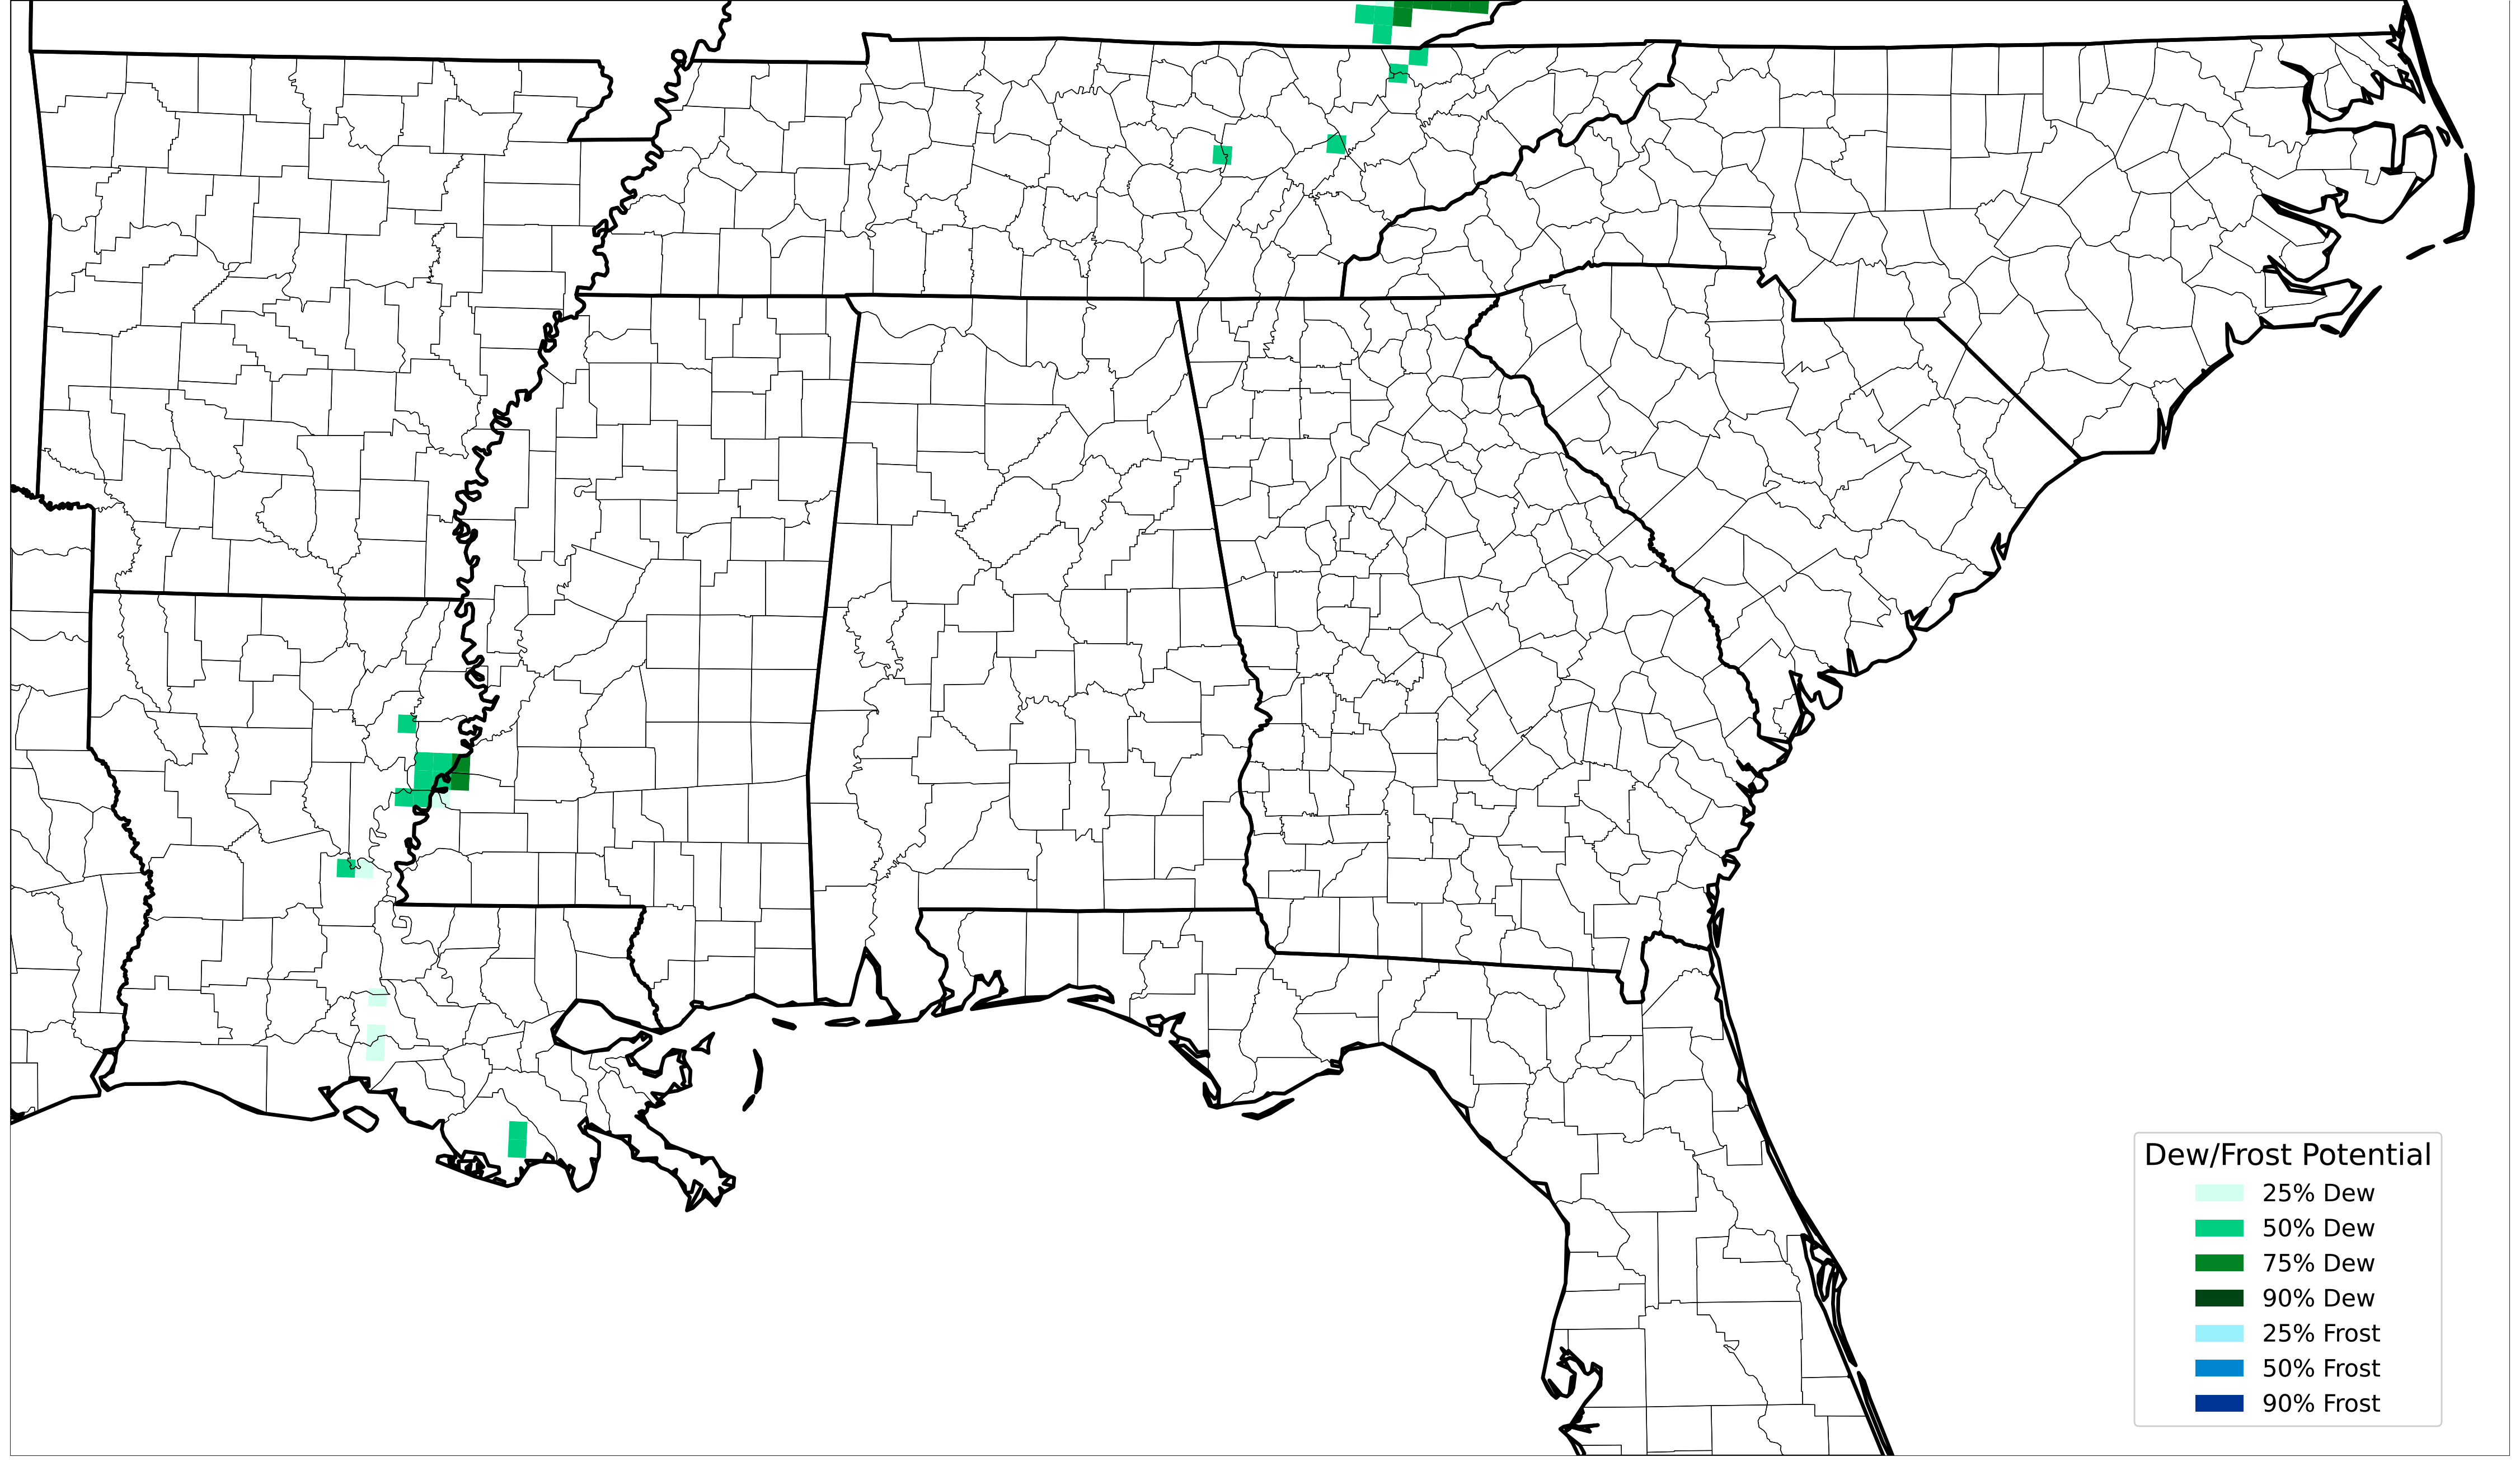 Dew/Frost Potential
25% Dew
50% Dew
75% Dew
90% Dew
25% Frost
50% Frost
90% Frost